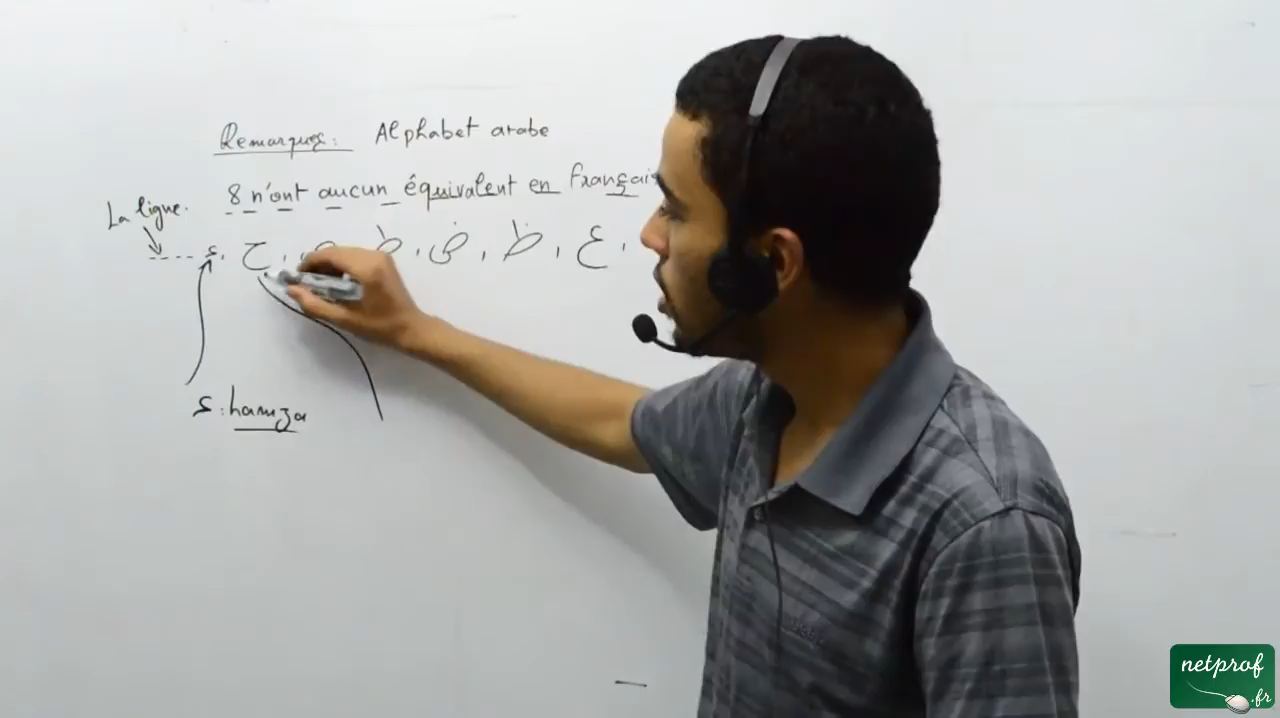 Remarques: Alphabet arabe
8 n'ont aucun équivalent en français
La ligne.
ء, ح, ض, ظ, ع,
ء: hamza
netprof
.fr